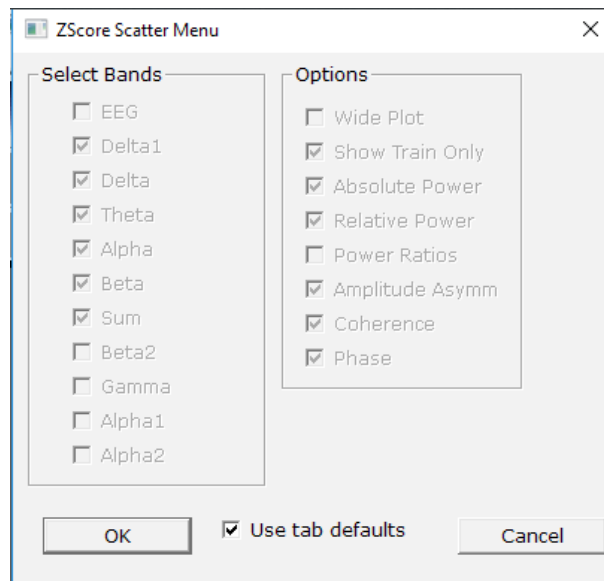 ZScore Scatter Menu
Select Bands
EEG
Delta1
Delta
Theta
Alpha
Beta
Sum
Beta2
Gamma
Alpha1
Alpha2
Options
Wide Plot
Show Train Only
Absolute Power
Relative Power
Power Ratios
Amplitude Asymm
Coherence
Phase
OK
Use tab defaults
Cancel